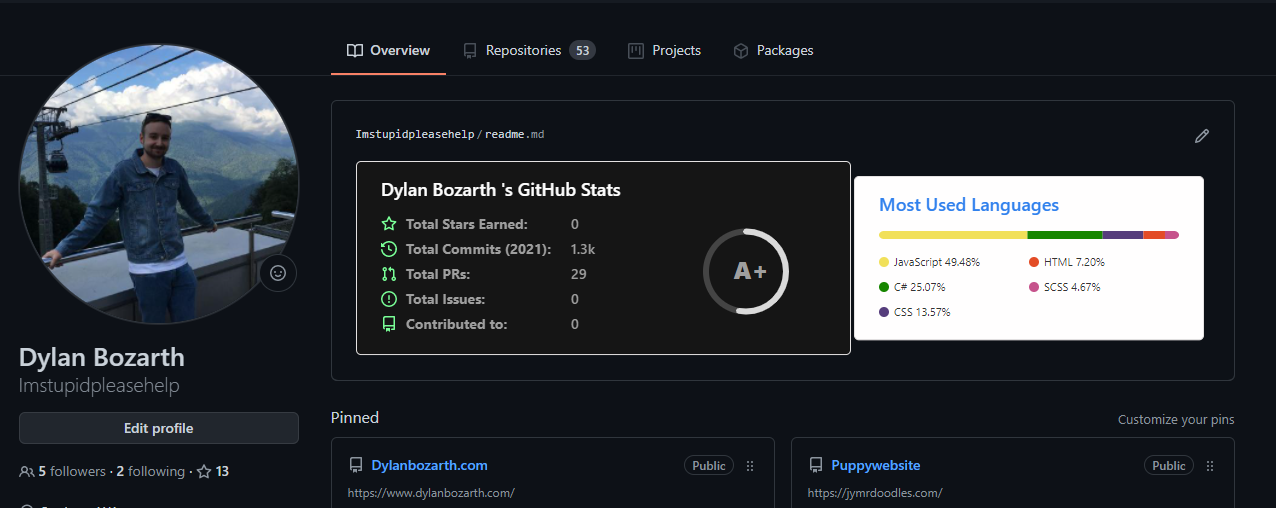 Overview Repositories 53 Projects Packages
Imstupidpleasehelp/readme.md
Dylan Bozarth 's GitHub Stats
Total Stars Earned: 0
Total Commits (2021): 1.3k
Total PRs: 29
Total Issues: 0
Contributed to: 0
A+
Most Used Languages
JavaScript 49.48%
HTML 7.20%
C# 25.07%
SCSS 4.67%
CSS 13.57%
Dylan Bozarth
Imstupidpleasehelp
Edit profile
5 followers · 2 following · 13
Pinned
Customize your pins
Dylanbozarth.com Public
https://www.dylanbozarth.com/
Puppywebsite Public
https://jymrdoodles.com/